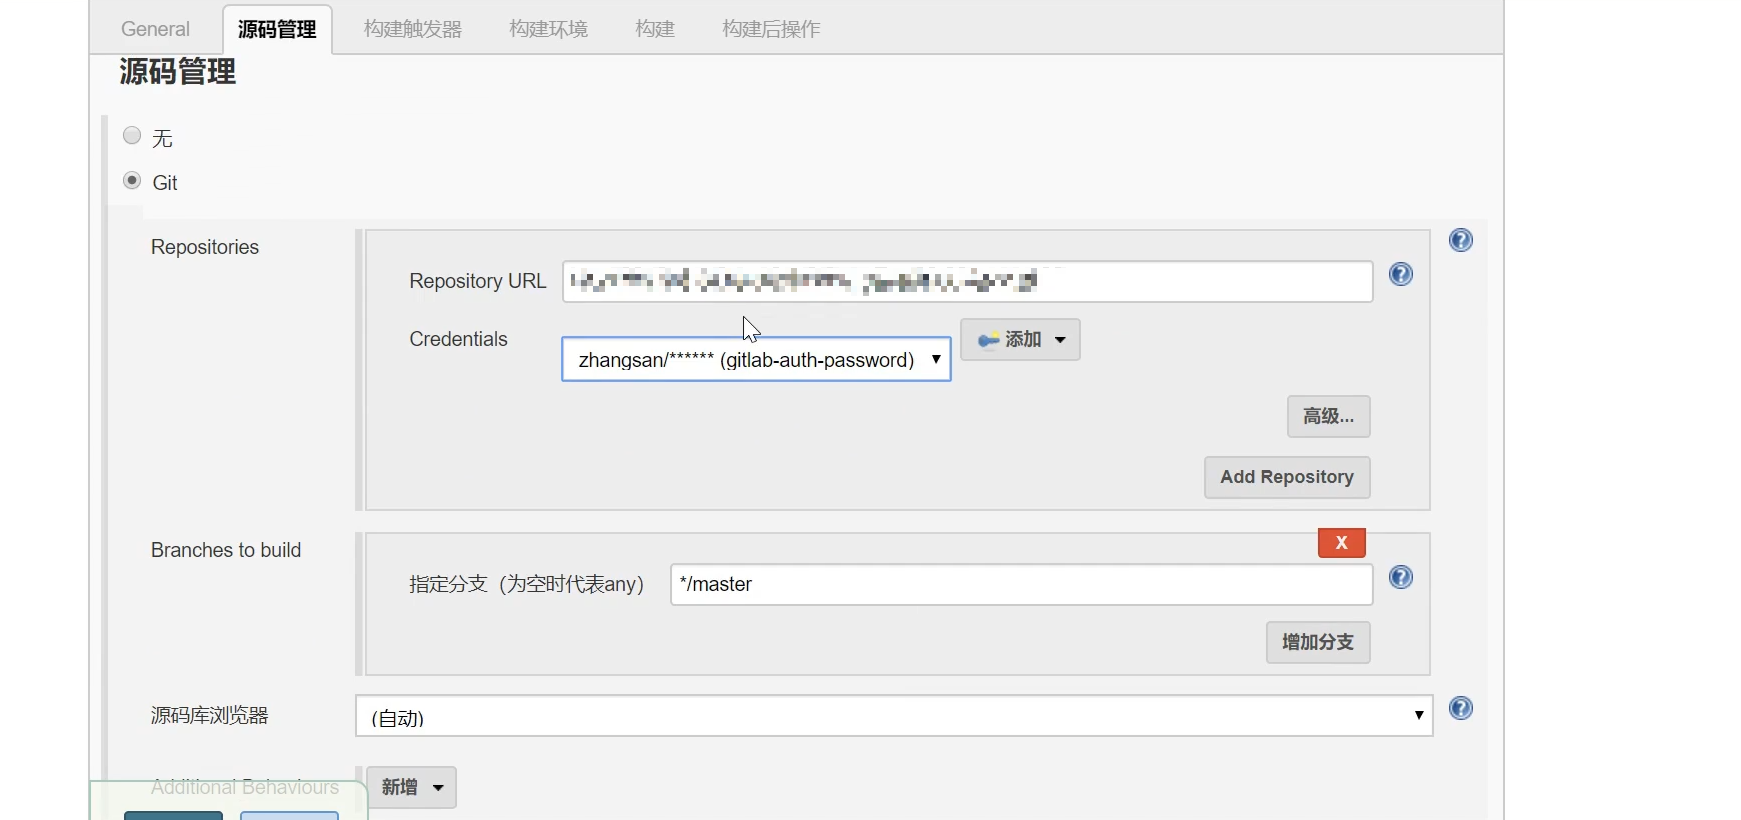 General 源码管理 构建触发器 构建环境 构建 构建后操作
源码管理
无
Git
Repositories
Repository URL
Credentials zhangsan/****** (gitlab-auth-password) 添加
高级...
Add Repository
Branches to build
X
指定分支（为空时代表any） */master
增加分支
源码库浏览器 (自动)
Additional Behaviours 新增